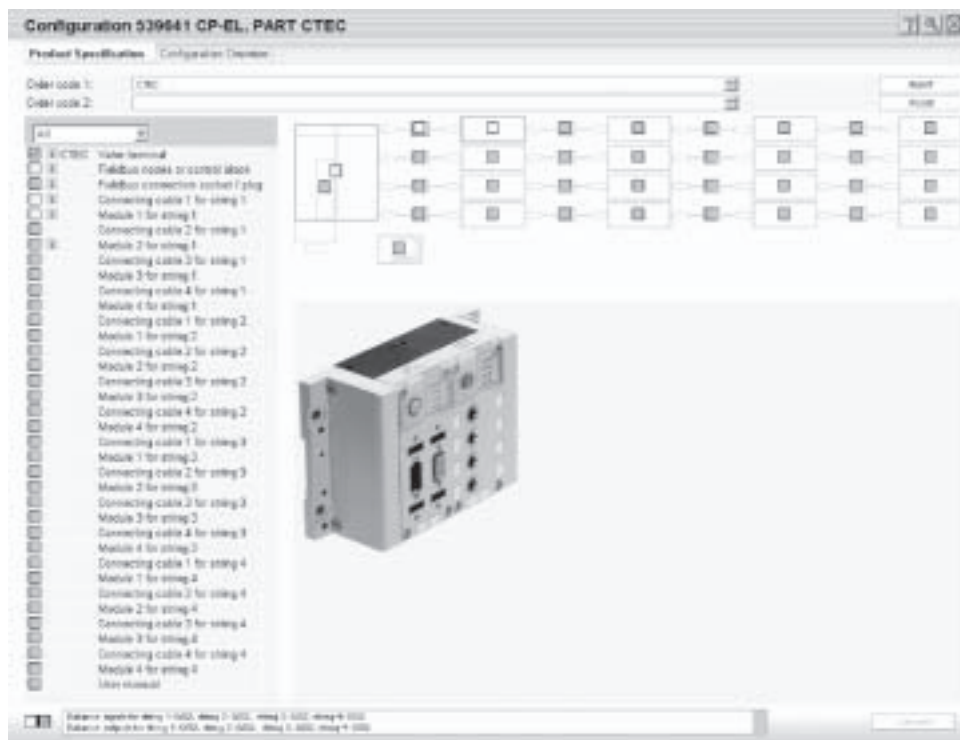 Configuration 539641 CP-EL, PART CTEC
Product Specification Configuration Overview
Order code 1: CTEC
Order code 2:
All
CTEC Valve terminal
Fieldbus nodes or control block
Fieldbus connection socket / plug
Connecting cable 1 for string 1
Module 1 for string 1
Connecting cable 2 for string 1
Module 2 for string 1
Connecting cable 3 for string 1
Module 3 for string 1
Connecting cable 4 for string 1
Module 4 for string 1
Connecting cable 1 for string 2
Module 1 for string 2
Connecting cable 2 for string 2
Module 2 for string 2
Connecting cable 3 for string 2
Module 3 for string 2
Connecting cable 4 for string 2
Module 4 for string 2
Connecting cable 1 for string 3
Module 1 for string 3
Connecting cable 2 for string 3
Module 2 for string 3
Connecting cable 3 for string 3
Module 3 for string 3
Connecting cable 4 for string 3
Module 4 for string 3
Connecting cable 1 for string 4
Module 1 for string 4
Connecting cable 2 for string 4
Module 2 for string 4
Connecting cable 3 for string 4
Module 3 for string 4
Connecting cable 4 for string 4
Module 4 for string 4
User manual